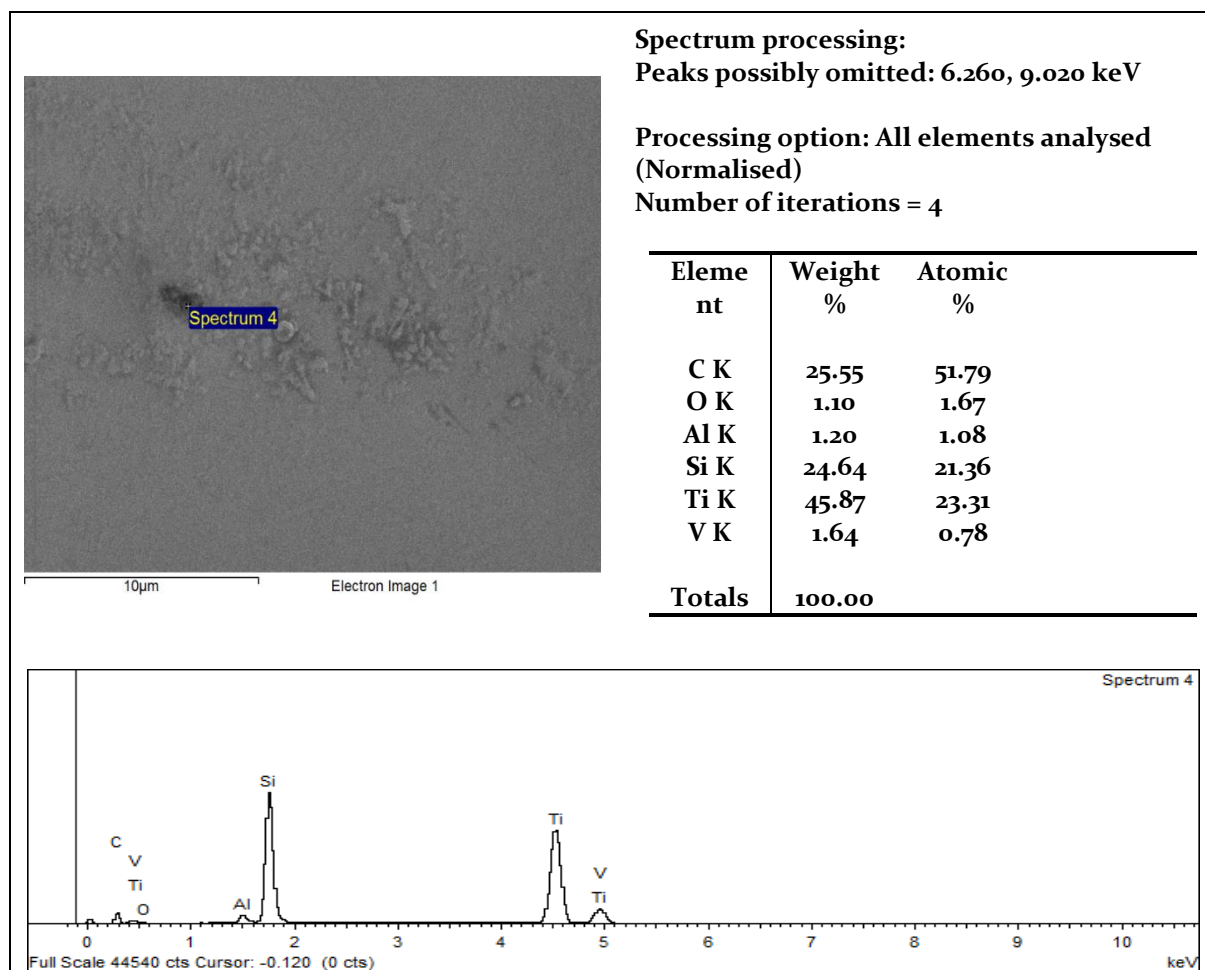 Spectrum processing:
Peaks possibly omitted: 6.260, 9.020 keV
Processing option: All elements analysed
(Normalised)
Number of iterations = 4
Spectrum 4
10µm Electron Image 1
Eleme Weight Atomic
nt % %
C K 25.55 51.79
O K 1.10 1.67
Al K 1.20 1.08
Si K 24.64 21.36
Ti K 45.87 23.31
V K 1.64 0.78
Totals 100.00
Spectrum 4
Si
Ti
C
V
V
Ti
Ti
O
Al
0 1 2 3 4 5 6 7 8 9 10
Full Scale 44540 cts Cursor: -0.120 (0 cts) keV